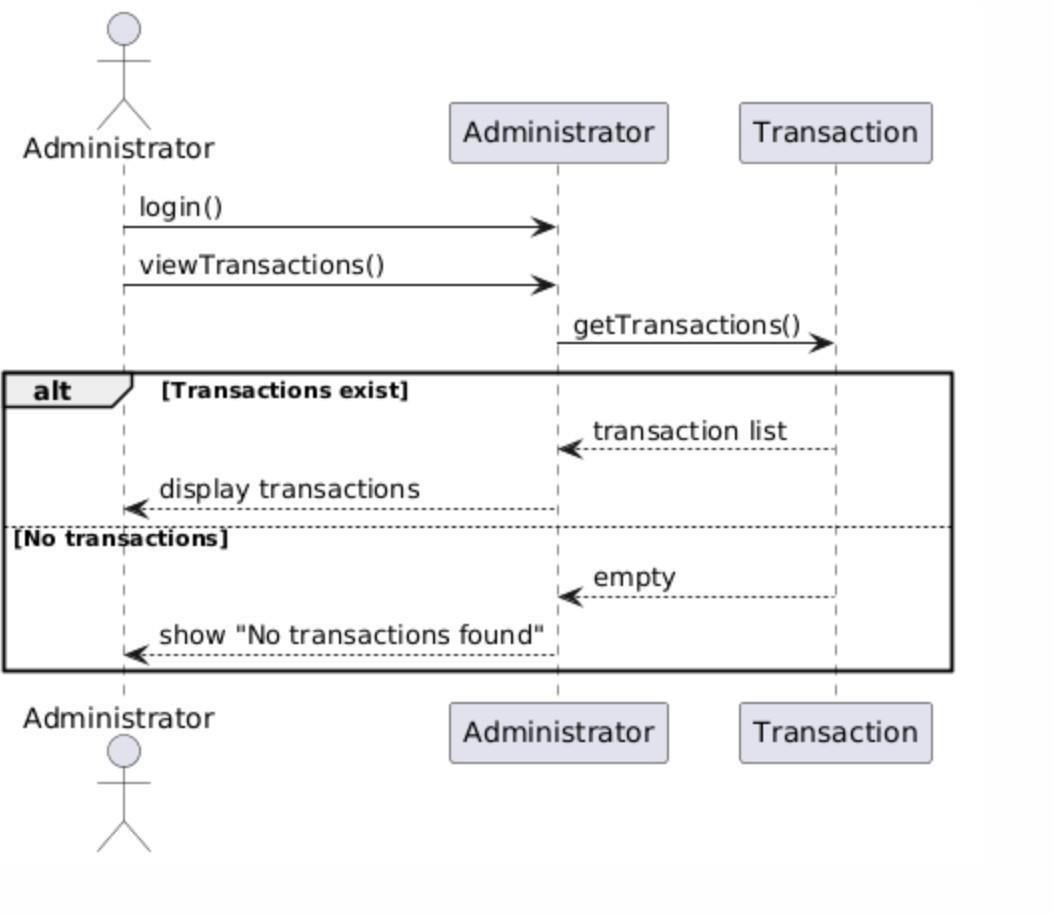 Administrator
Administrator
Transaction
login()
viewTransactions()
getTransactions()
alt
[Transactions exist]
transaction list
display transactions
[No transactions]
empty
show "No transactions found"
Administrator
Administrator
Transaction